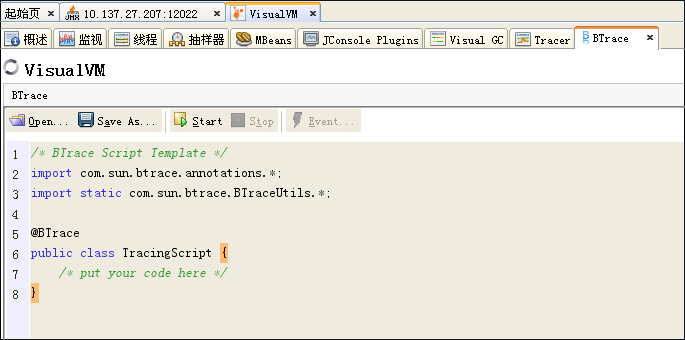 起始页 JMX 10.137.27.207:12022 VisualVM
概述 监视 线程 抽样器 MBeans JConsole Plugins Visual GC Tracer BTrace
VisualVM
BTrace
Open... Save As... Start Stop Event...
1 /* BTrace Script Template */
2 import com.sun.btrace.annotations.*;
3 import static com.sun.btrace.BTraceUtils.*;
4
5 @BTrace
6 public class TracingScript {
7 /* put your code here */
8 }